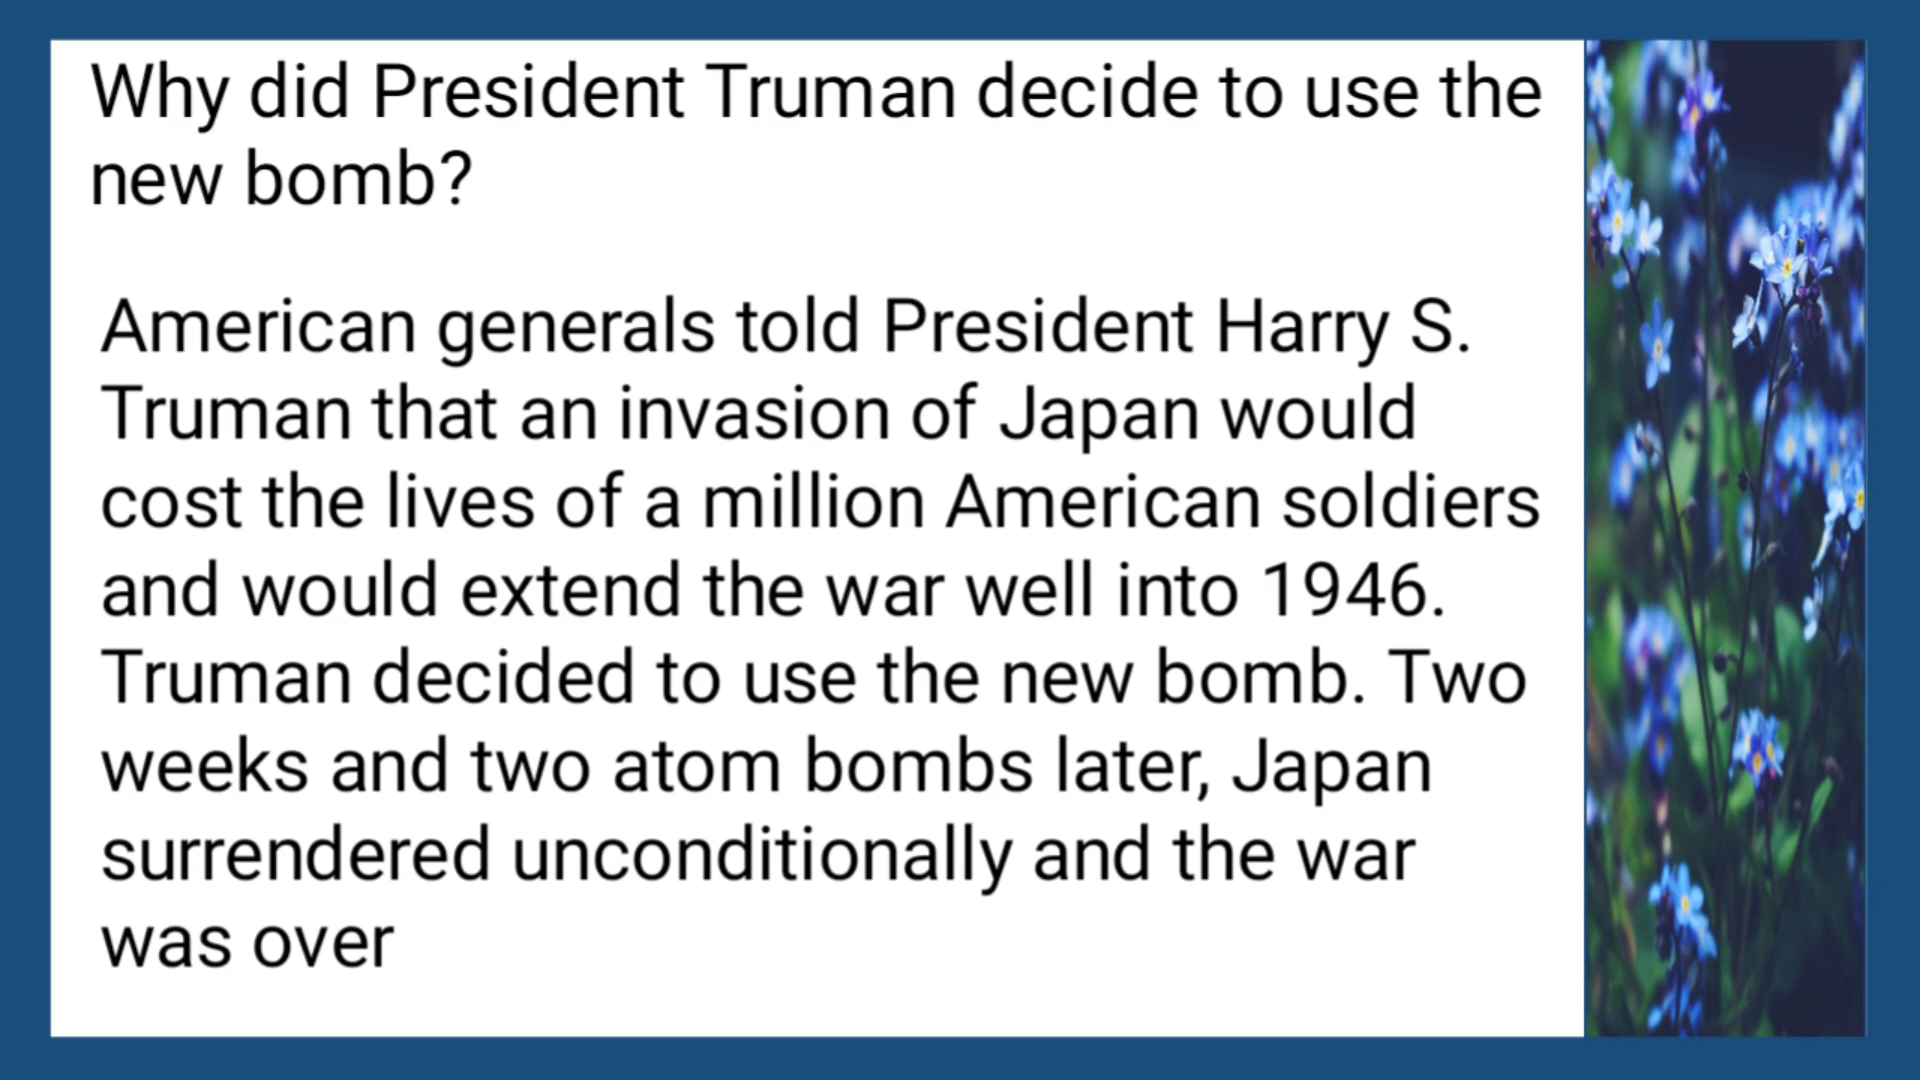 Why did President Truman decide to use the
new bomb?
American generals told President Harry S.
Truman that an invasion of Japan would
cost the lives of a million American soldiers
and would extend the war well into 1946.
Truman decided to use the new bomb. Two
weeks and two atom bombs later, Japan
surrendered unconditionally and the war
was over